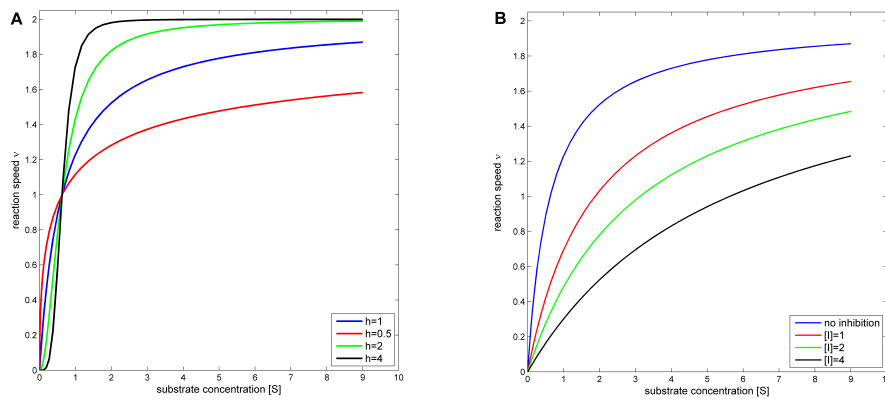 A
reaction speed ν
2
1.8
1.6
1.4
1.2
1
0.8
0.6
0.4
0.2
0
0 1 2 3 4 5 6 7 8 9 10
substrate concentration [S]
h=1
h=0.5
h=2
h=4
B
reaction speed ν
2
1.8
1.6
1.4
1.2
1
0.8
0.6
0.4
0.2
0
0 1 2 3 4 5 6 7 8 9 1
substrate concentration [S]
no inhibition
[I]=1
[I]=2
[I]=4